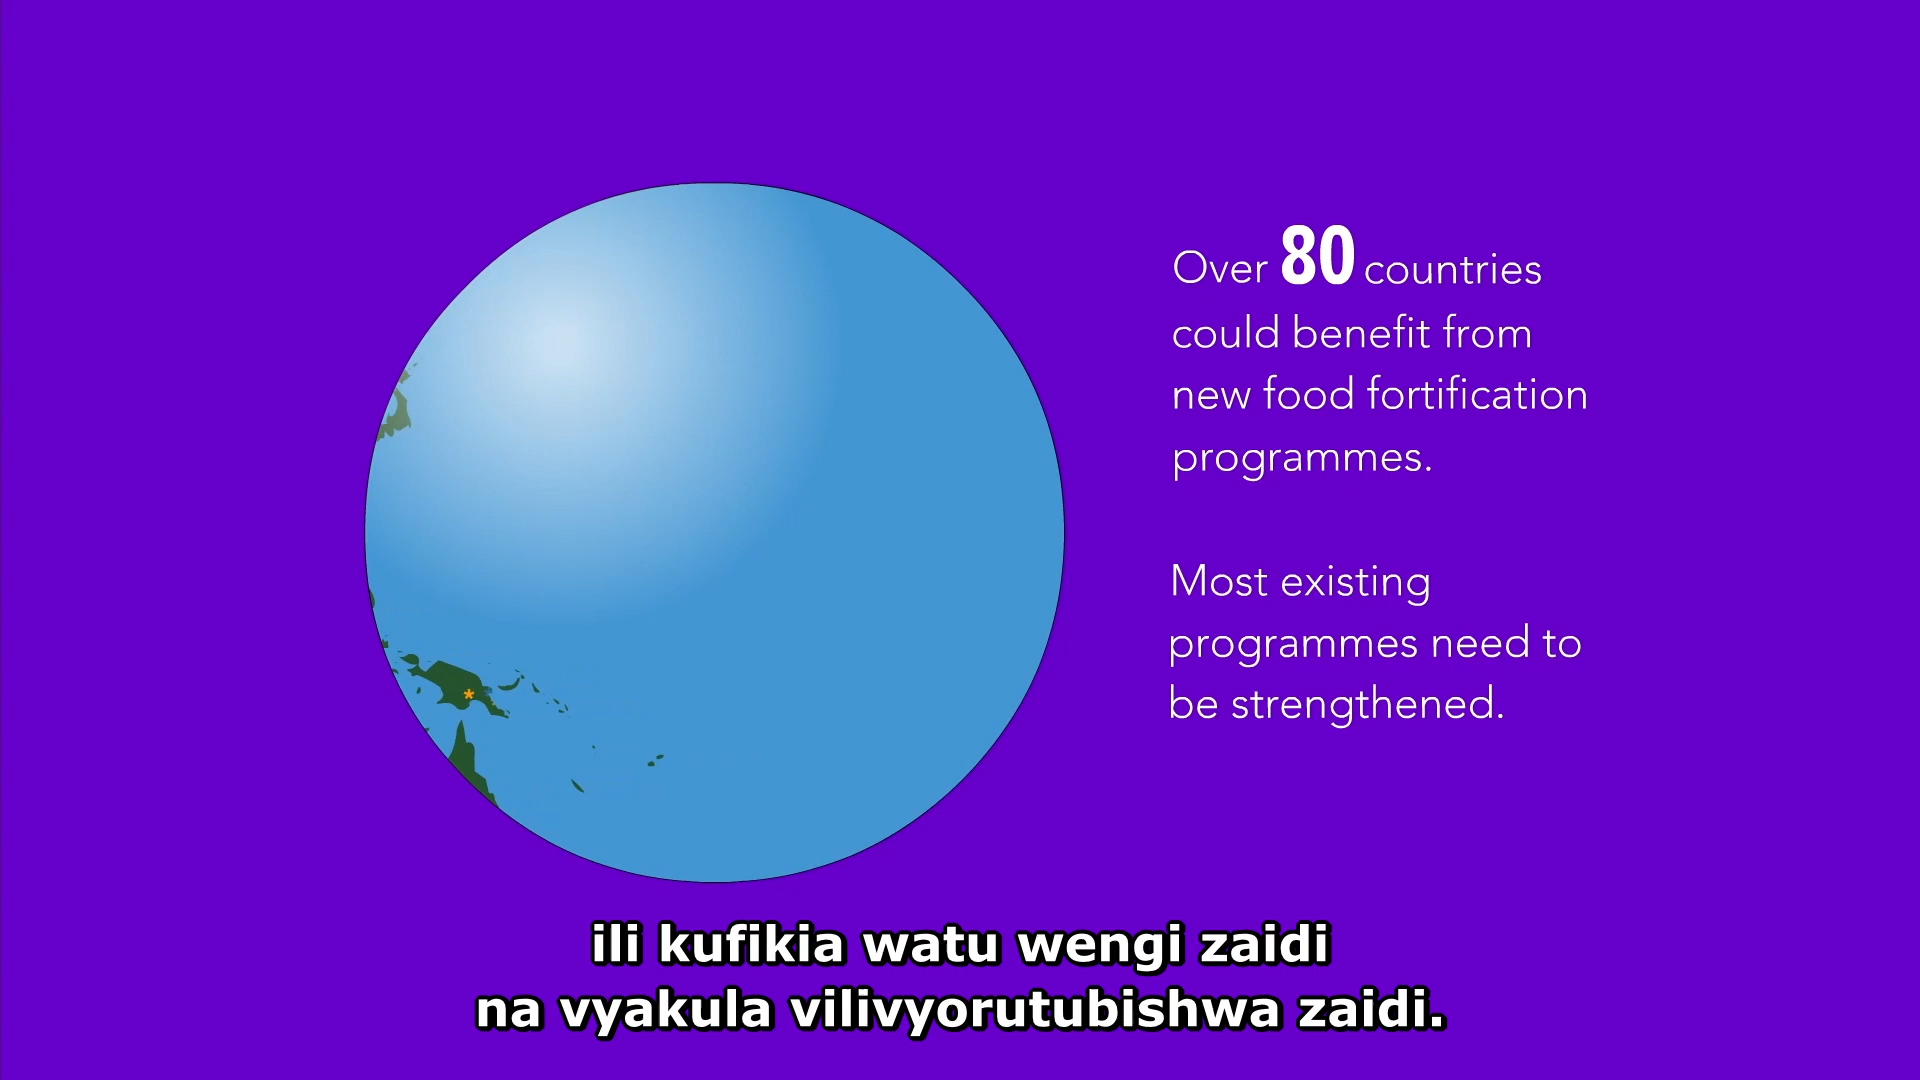 Over 80 countries
could benefit from
new food fortification
programmes.
Most existing
programmes need to
be strengthened.
ili kufikia watu wengi zaidi
na vyakula vilivyorutubishwa zaidi.